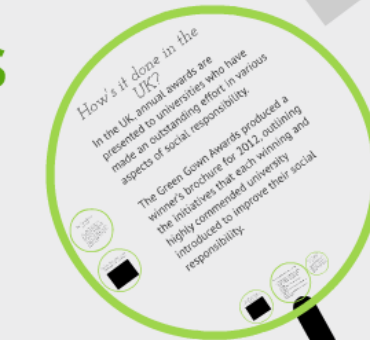 s
How's it done in the
UK?
In the UK, annual awards are
presented to universities who have
made an outstanding effort in various
aspects of social responsibility.
The Green Gown Awards produced a
winner's brochure for 2012, outlining
the initiatives that each winning and
highly commended university
introduced to improve their social
responsibility.